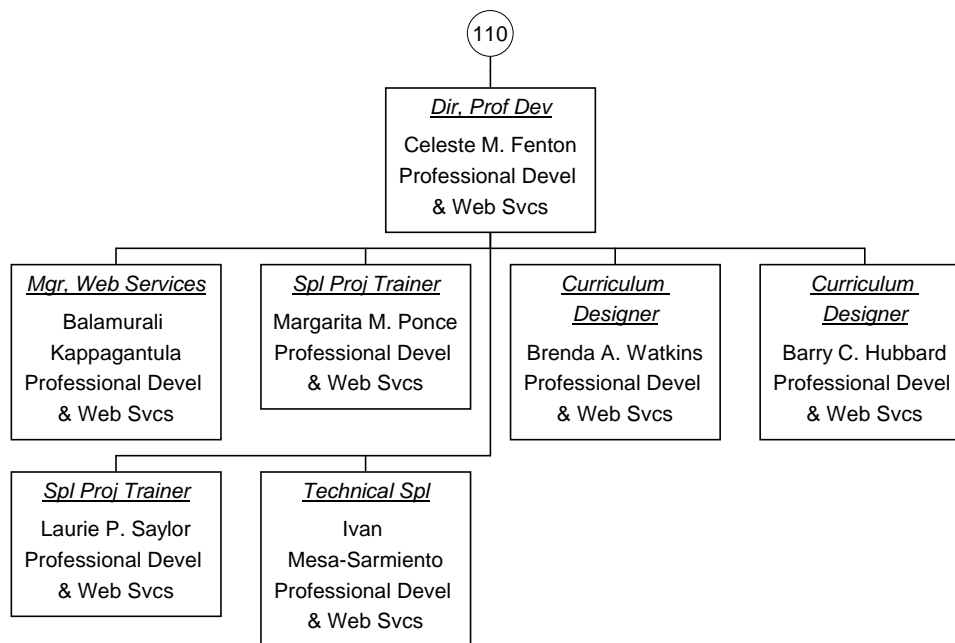 110
Dir, Prof Dev
Celeste M. Fenton
Professional Devel
& Web Svcs
Mgr, Web Services
Balamurali
Kappagantula
Professional Devel
& Web Svcs
Spl Proj Trainer
Margarita M. Ponce
Professional Devel
& Web Svcs
Curriculum
Designer
Brenda A. Watkins
Professional Devel
& Web Svcs
Curriculum
Designer
Barry C. Hubbard
Professional Devel
& Web Svcs
Spl Proj Trainer
Laurie P. Saylor
Professional Devel
& Web Svcs
Technical Spl
Ivan
Mesa-Sarmiento
Professional Devel
& Web Svcs